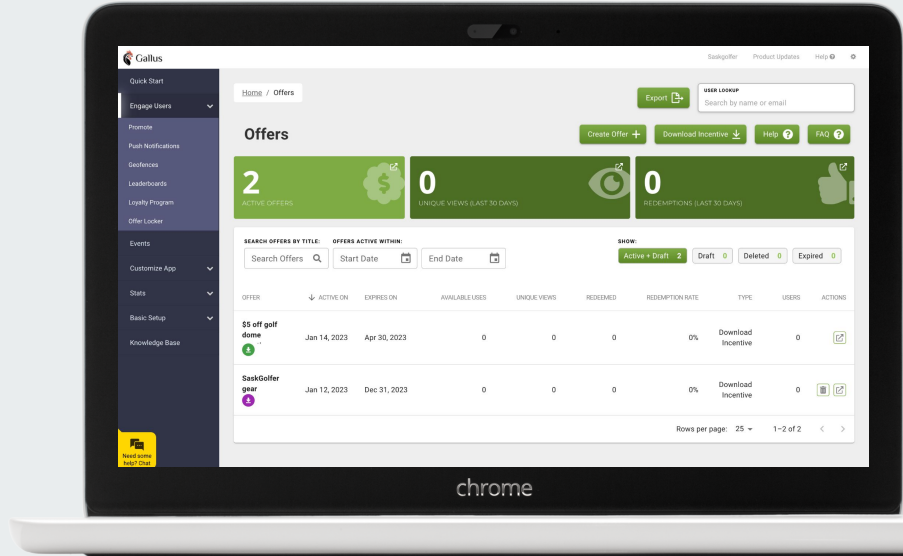 Gallus
Saskgolfer Product Updates Help
Quick Start
Engage Users
Promote
Push Notifications
Geofences
Leaderboards
Loyalty Program
Offer Locker
Events
Customize App
Stats
Basic Setup
Knowledge Base
Need some
help? Chat
Home / Offers
Export
USER LOOKUP
Search by name or email
Offers
Create Offer
Download Incentive
Help
FAQ
2
ACTIVE OFFERS
0
UNIQUE VIEWS (LAST 30 DAYS)
0
REDEMPTIONS (LAST 30 DAYS)
SEARCH OFFERS BY TITLE: OFFERS ACTIVE WITHIN: SHOW:
Search Offers Start Date End Date Active + Draft 2 Draft 0 Deleted 0 Expired 0
OFFER ACTIVE ON EXPIRES ON AVAILABLE USES UNIQUE VIEWS REDEEMED REDEMPTION RATE TYPE USERS ACTIONS
$5 off golf
dome
Jan 14, 2023 Apr 30, 2023 0 0 0 0% Download
Incentive 0
SaskGolfer
gear
Jan 12, 2023 Dec 31, 2023 0 0 0 0% Download
Incentive 0
Rows per page: 25 1–2 of 2
chrome